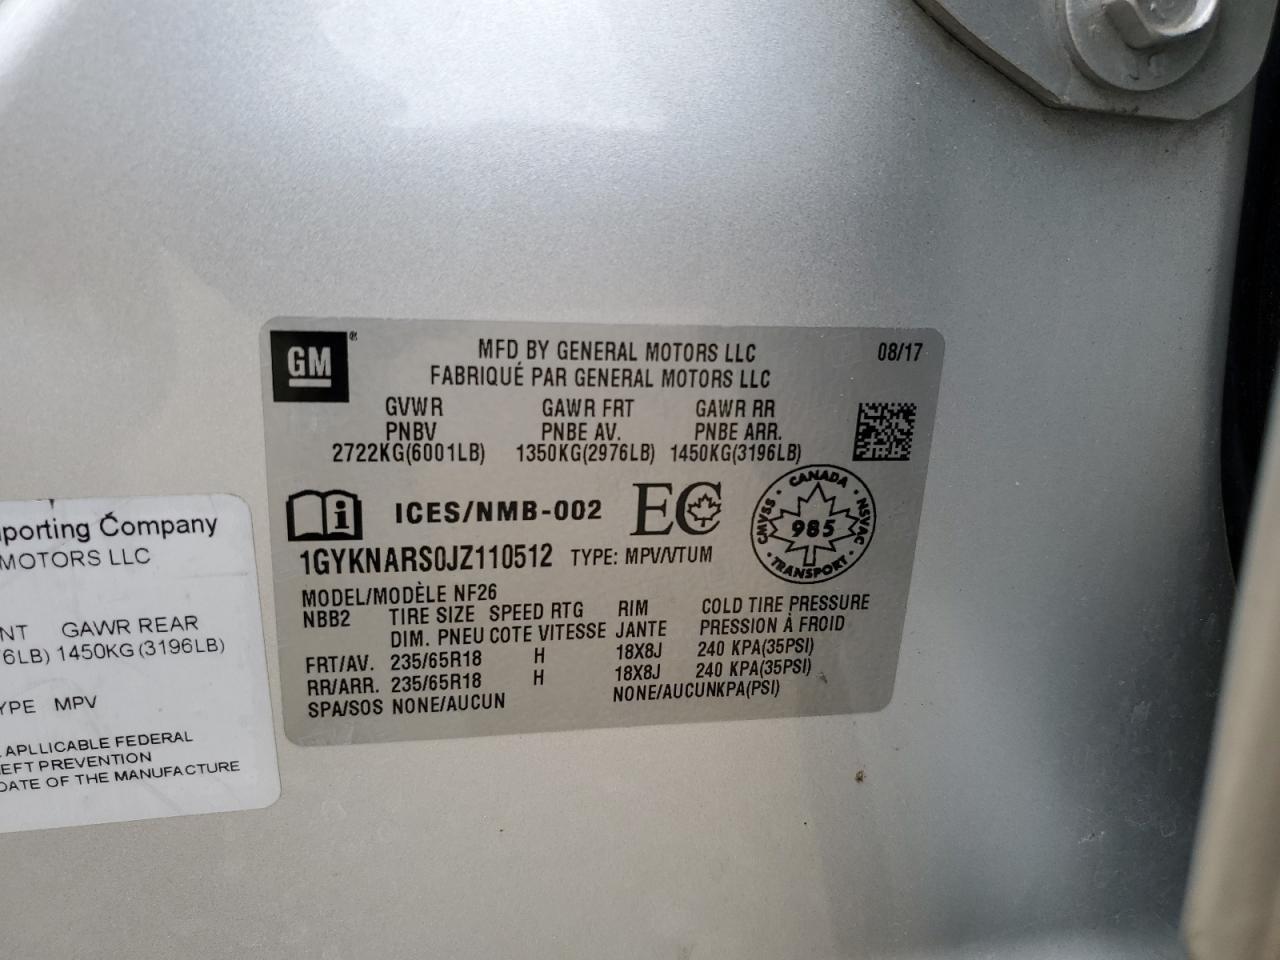 GM ®
MFD BY GENERAL MOTORS LLC 08/17
FABRIQUÉ PAR GENERAL MOTORS LLC
GVWR GAWR FRT GAWR RR
PNBV PNBE AV. PNBE ARR.
2722KG(6001LB) 1350KG(2976LB) 1450KG(3196LB)
i ICES/NMB-002 EC
CANADA
CMVSS 985 NSVAC
TRANSPORT
1GYKNARS0JZ110512 TYPE: MPV/VTUM
MODEL/MODÈLE NF26
NBB2 TIRE SIZE SPEED RTG RIM COLD TIRE PRESSURE
DIM. PNEU COTE VITESSE JANTE PRESSION À FROID
FRT/AV. 235/65R18 H 18X8J 240 KPA(35PSI)
RR/ARR. 235/65R18 H 18X8J 240 KPA(35PSI)
SPA/SOS NONE/AUCUN NONE/AUCUNKPA(PSI)
porting Company
MOTORS LLC
NT GAWR REAR
6LB) 1450KG (3196LB)
YPE MPV
APLLICABLE FEDERAL
EFT PREVENTION
DATE OF THE MANUFACTURE